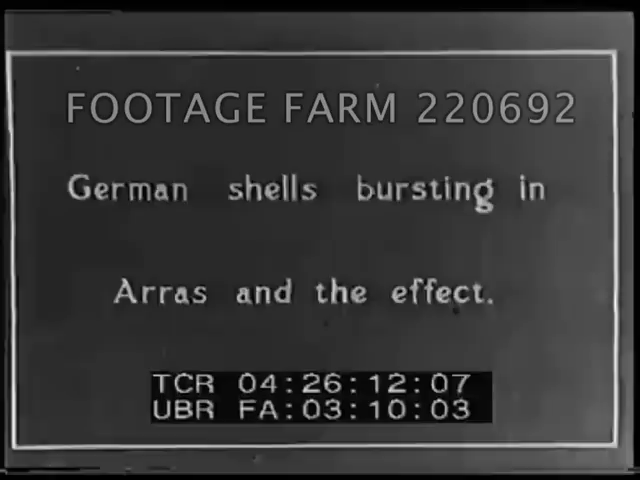 FOOTAGE FARM 220692
German shells bursting in
Arras and the effect.
TCR 04:26:12:07
UBR FA:03:10:03